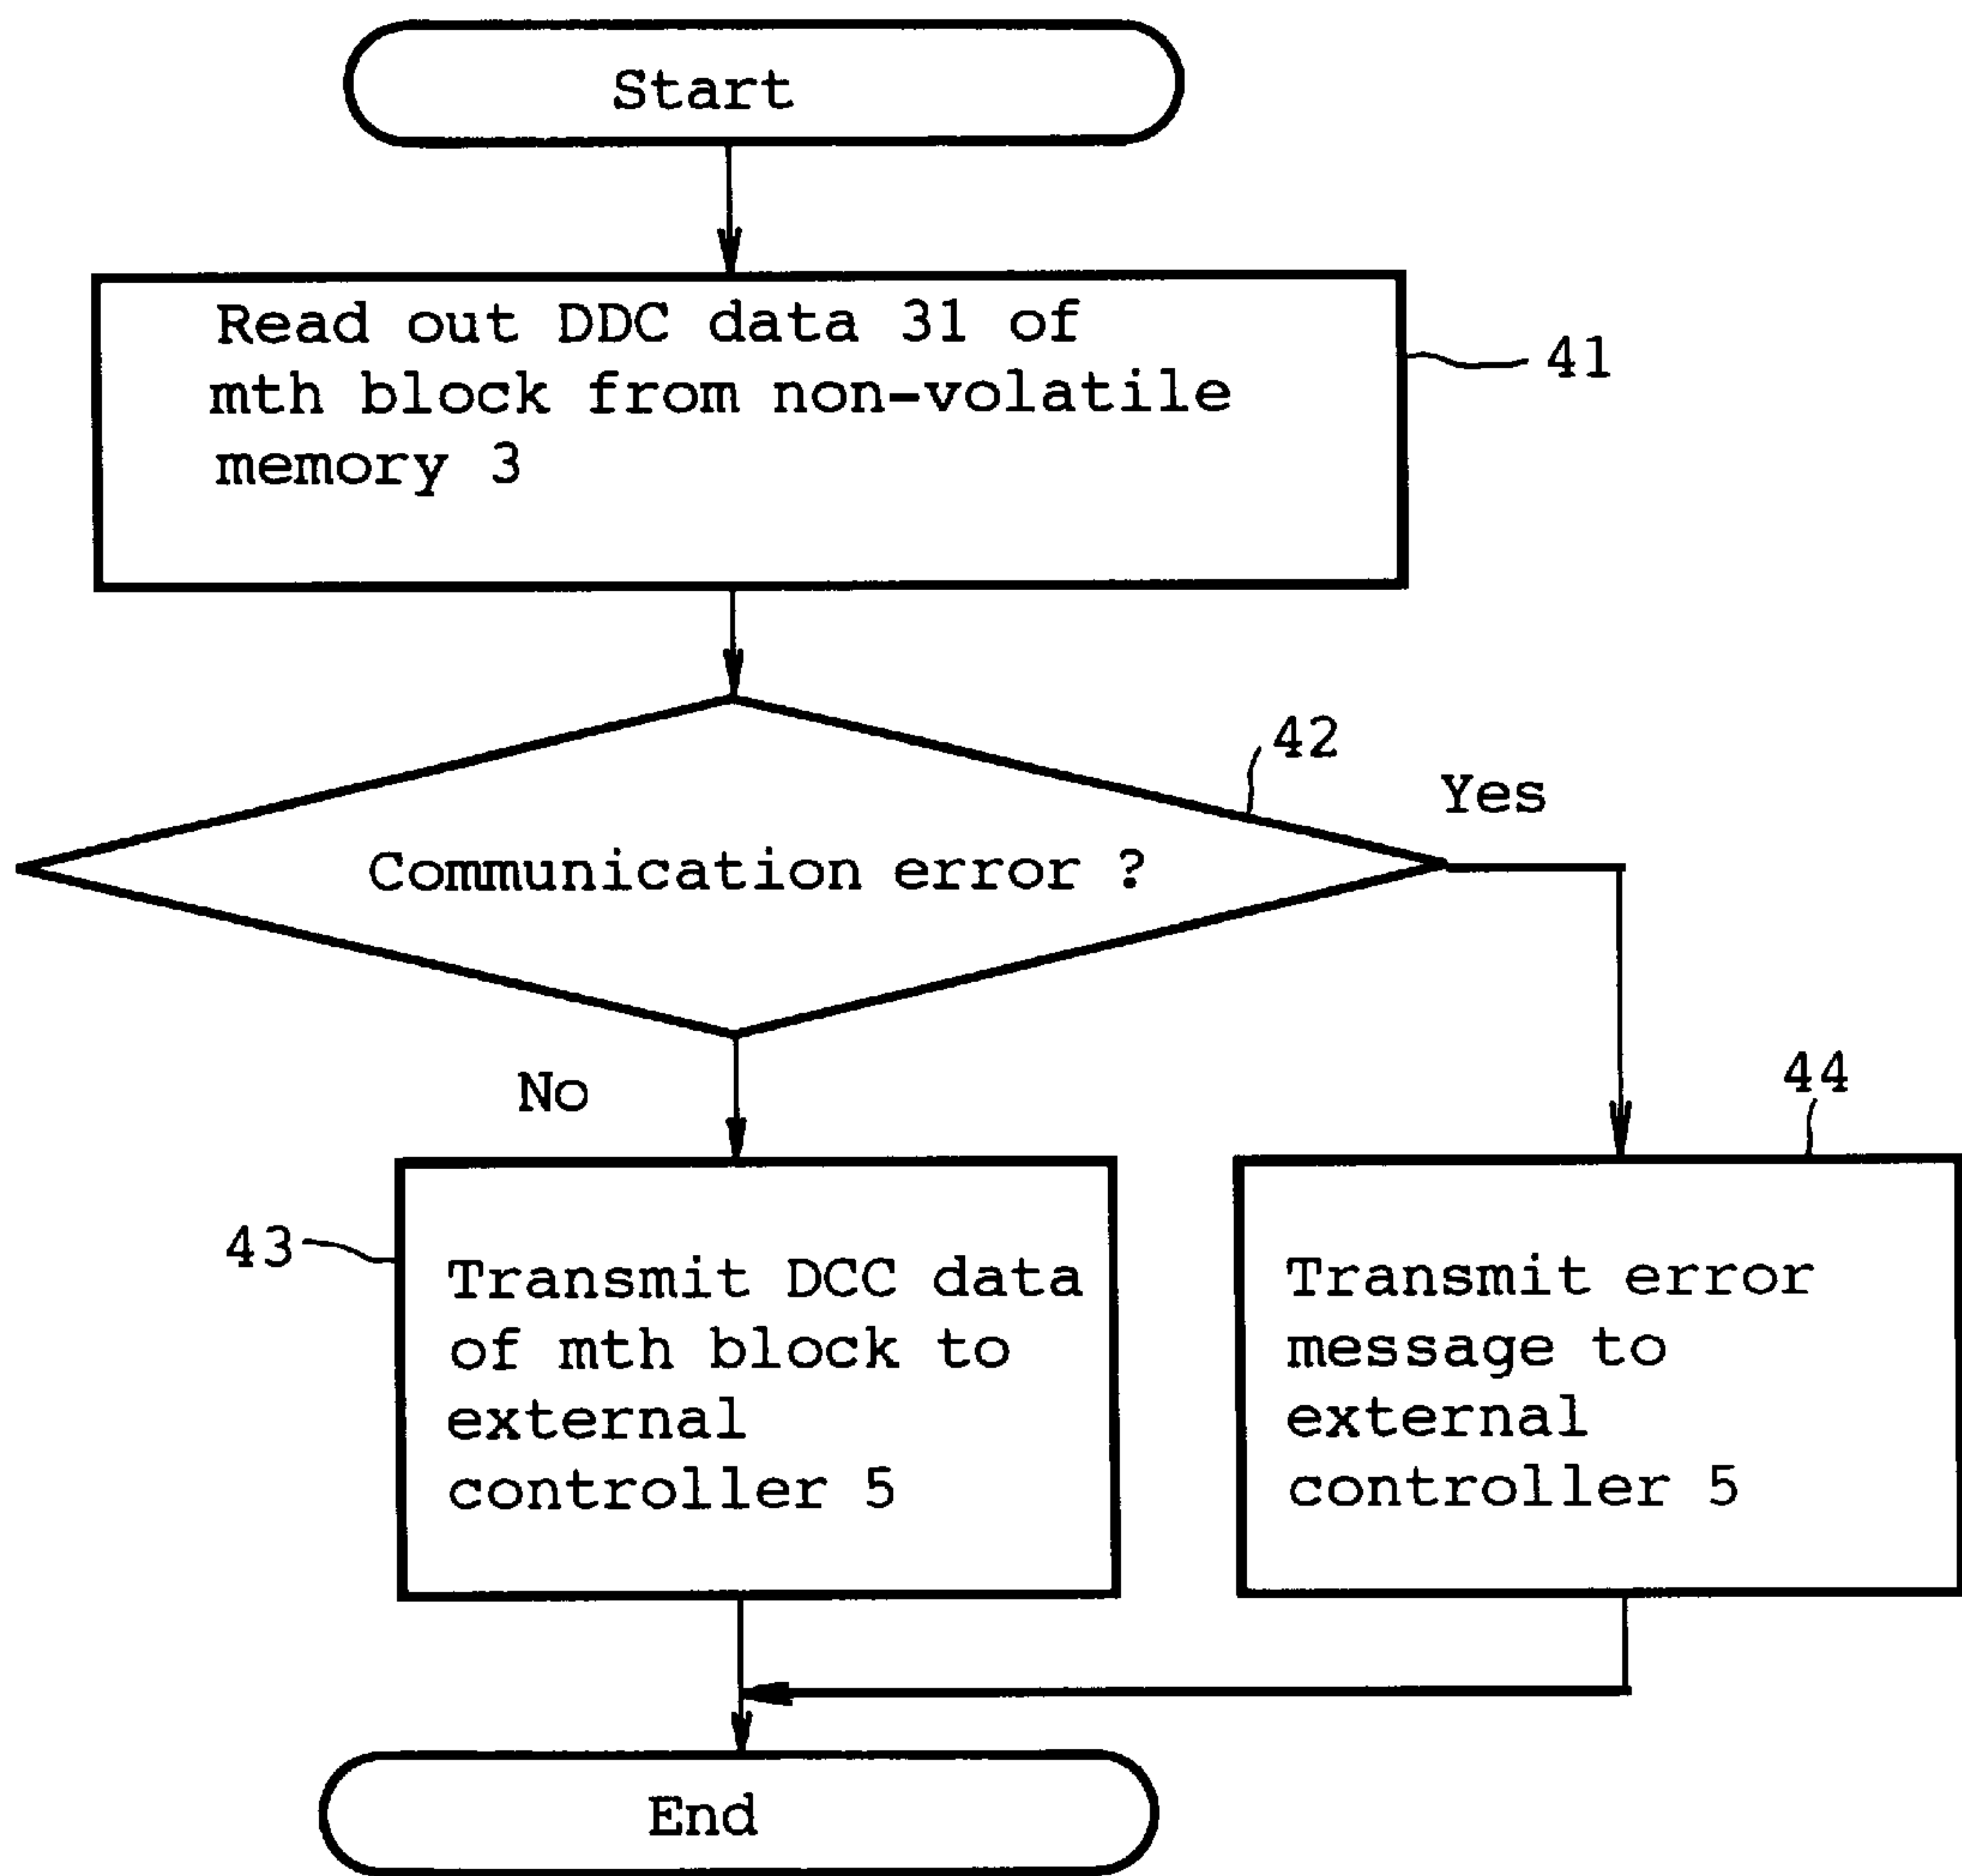 Start
Read out DDC data 31 of
mth block from non-volatile
memory 3
41
42
Yes
Communication error ?
No
44
43
Transmit DCC data
of mth block to
external
controller 5
Transmit error
message to
external
controller 5
End